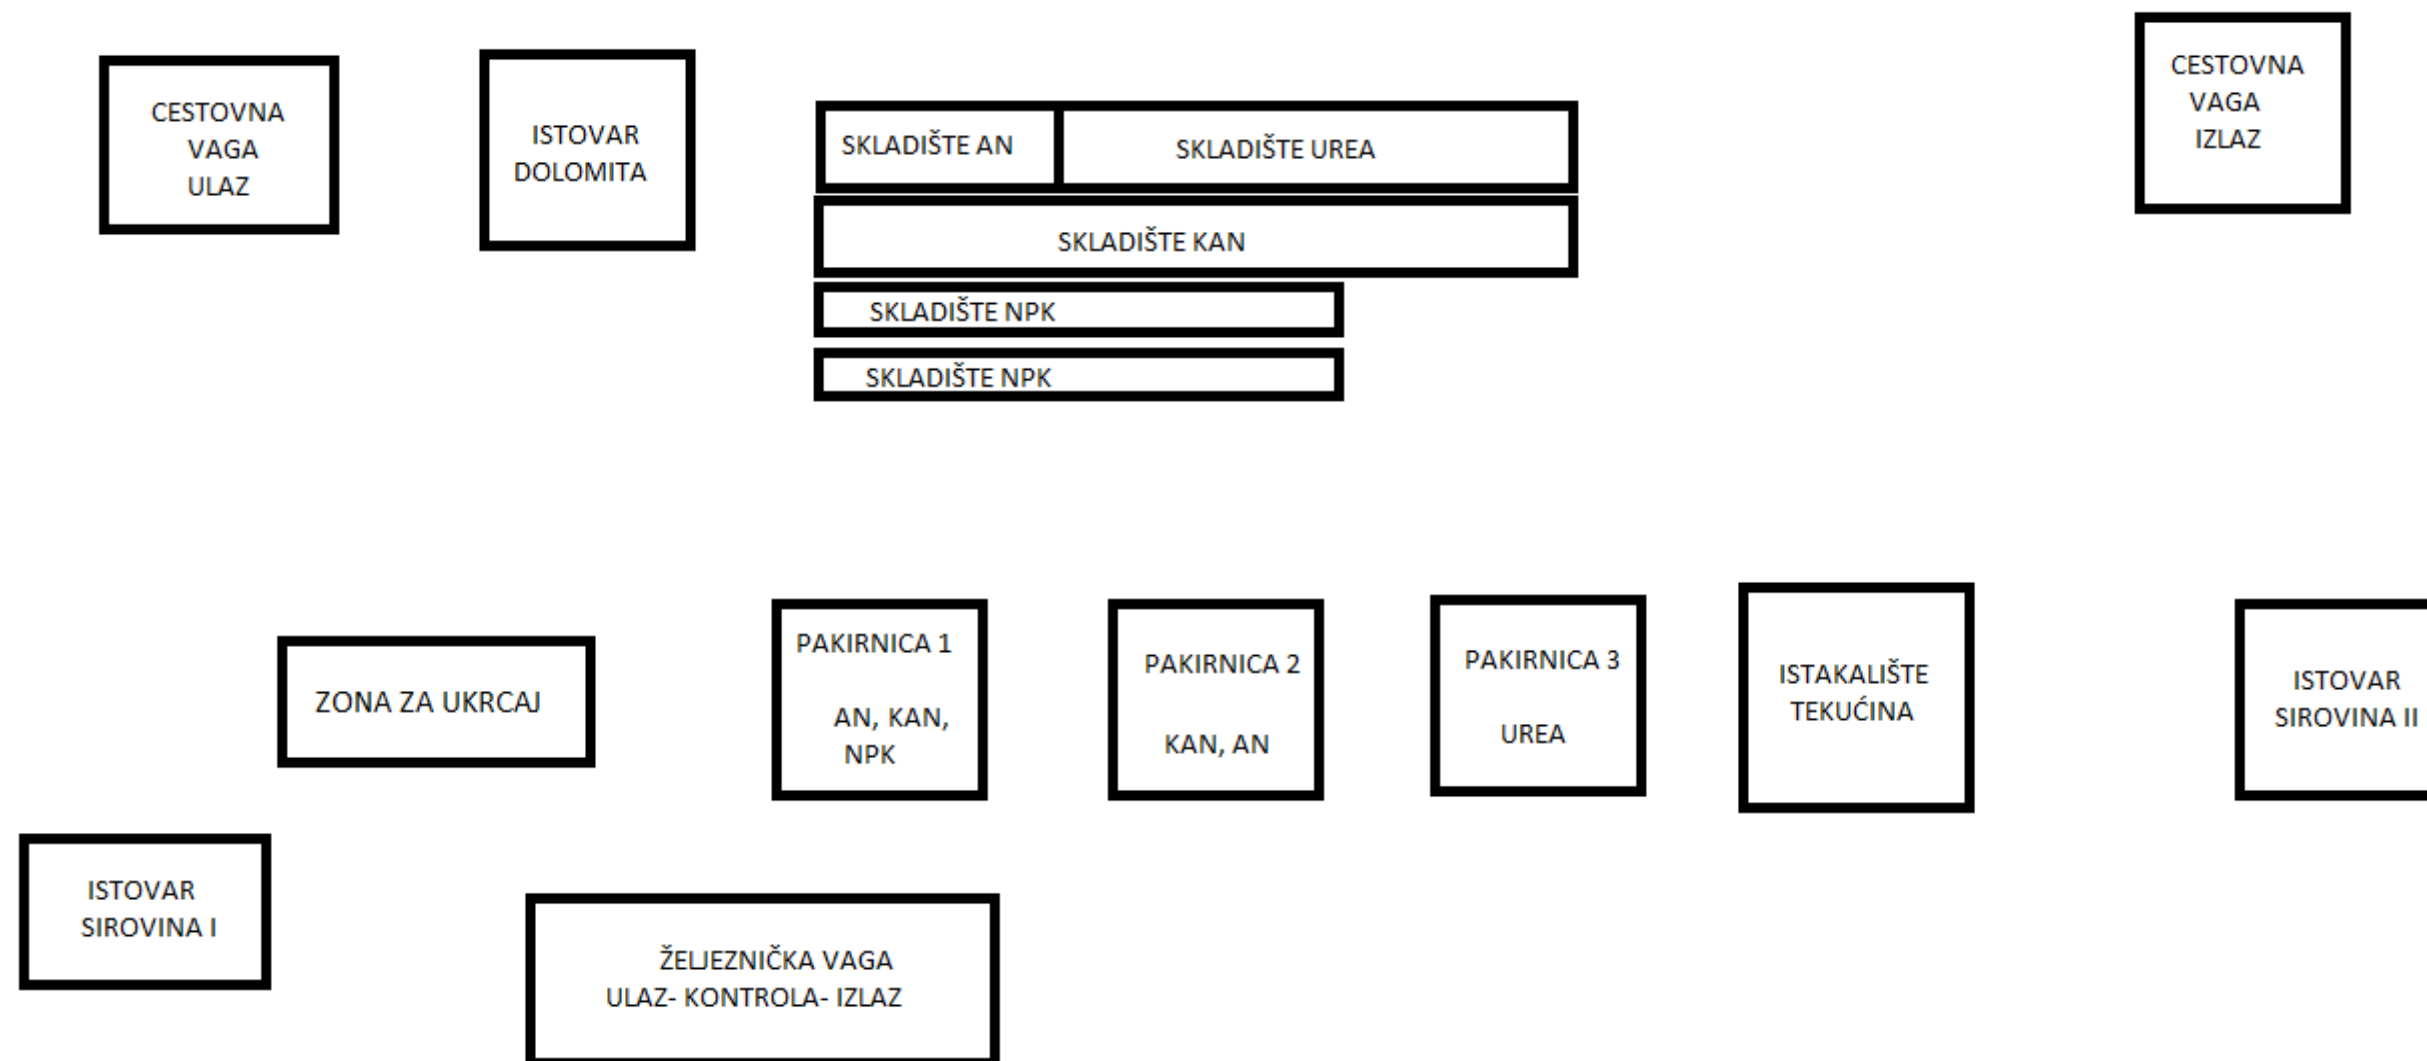 CESTOVNA
VAGA
ULAZ
ISTOVAR
DOLOMITA
SKLADIŠTE AN
SKLADIŠTE UREA
SKLADIŠTE KAN
SKLADIŠTE NPK
SKLADIŠTE NPK
CESTOVNA
VAGA
IZLAZ
ZONA ZA UKRCAJ
PAKIRNICA 1
AN, KAN,
NPK
PAKIRNICA 2
KAN, AN
PAKIRNICA 3
UREA
ISTAKALIŠTE
TEKUĆINA
ISTOVAR
SIROVINA II
ISTOVAR
SIROVINA I
ŽELJEZNIČKA VAGA
ULAZ- KONTROLA- IZLAZ